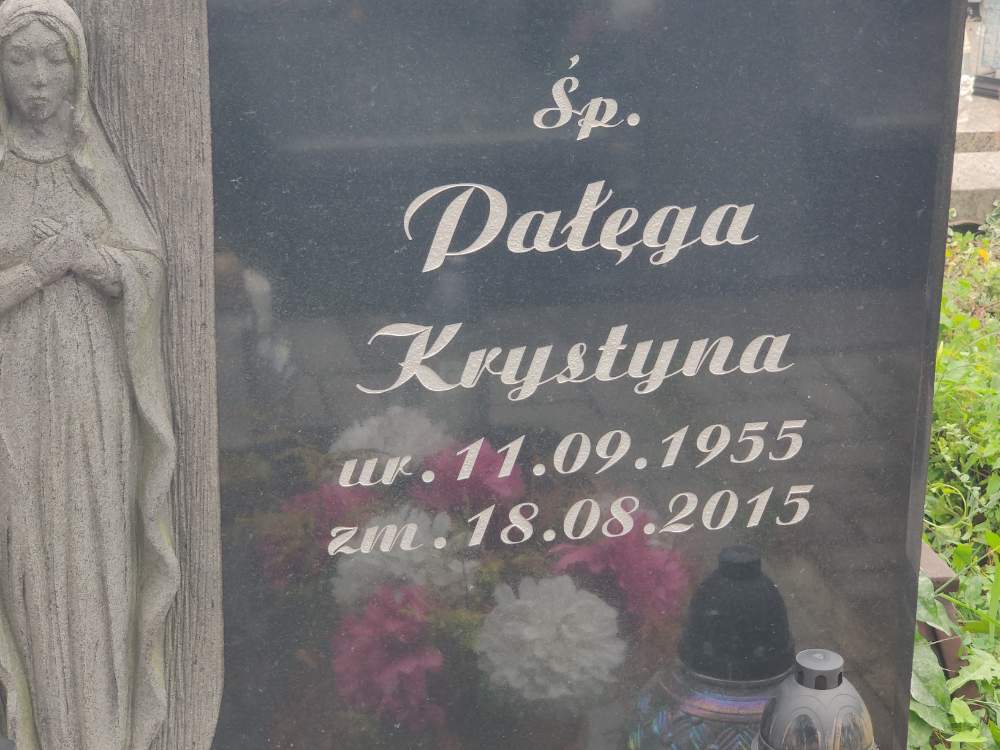 Śp.
Pałęga
Krystyna
ur. 11.09.1955
zm. 18.08.2015